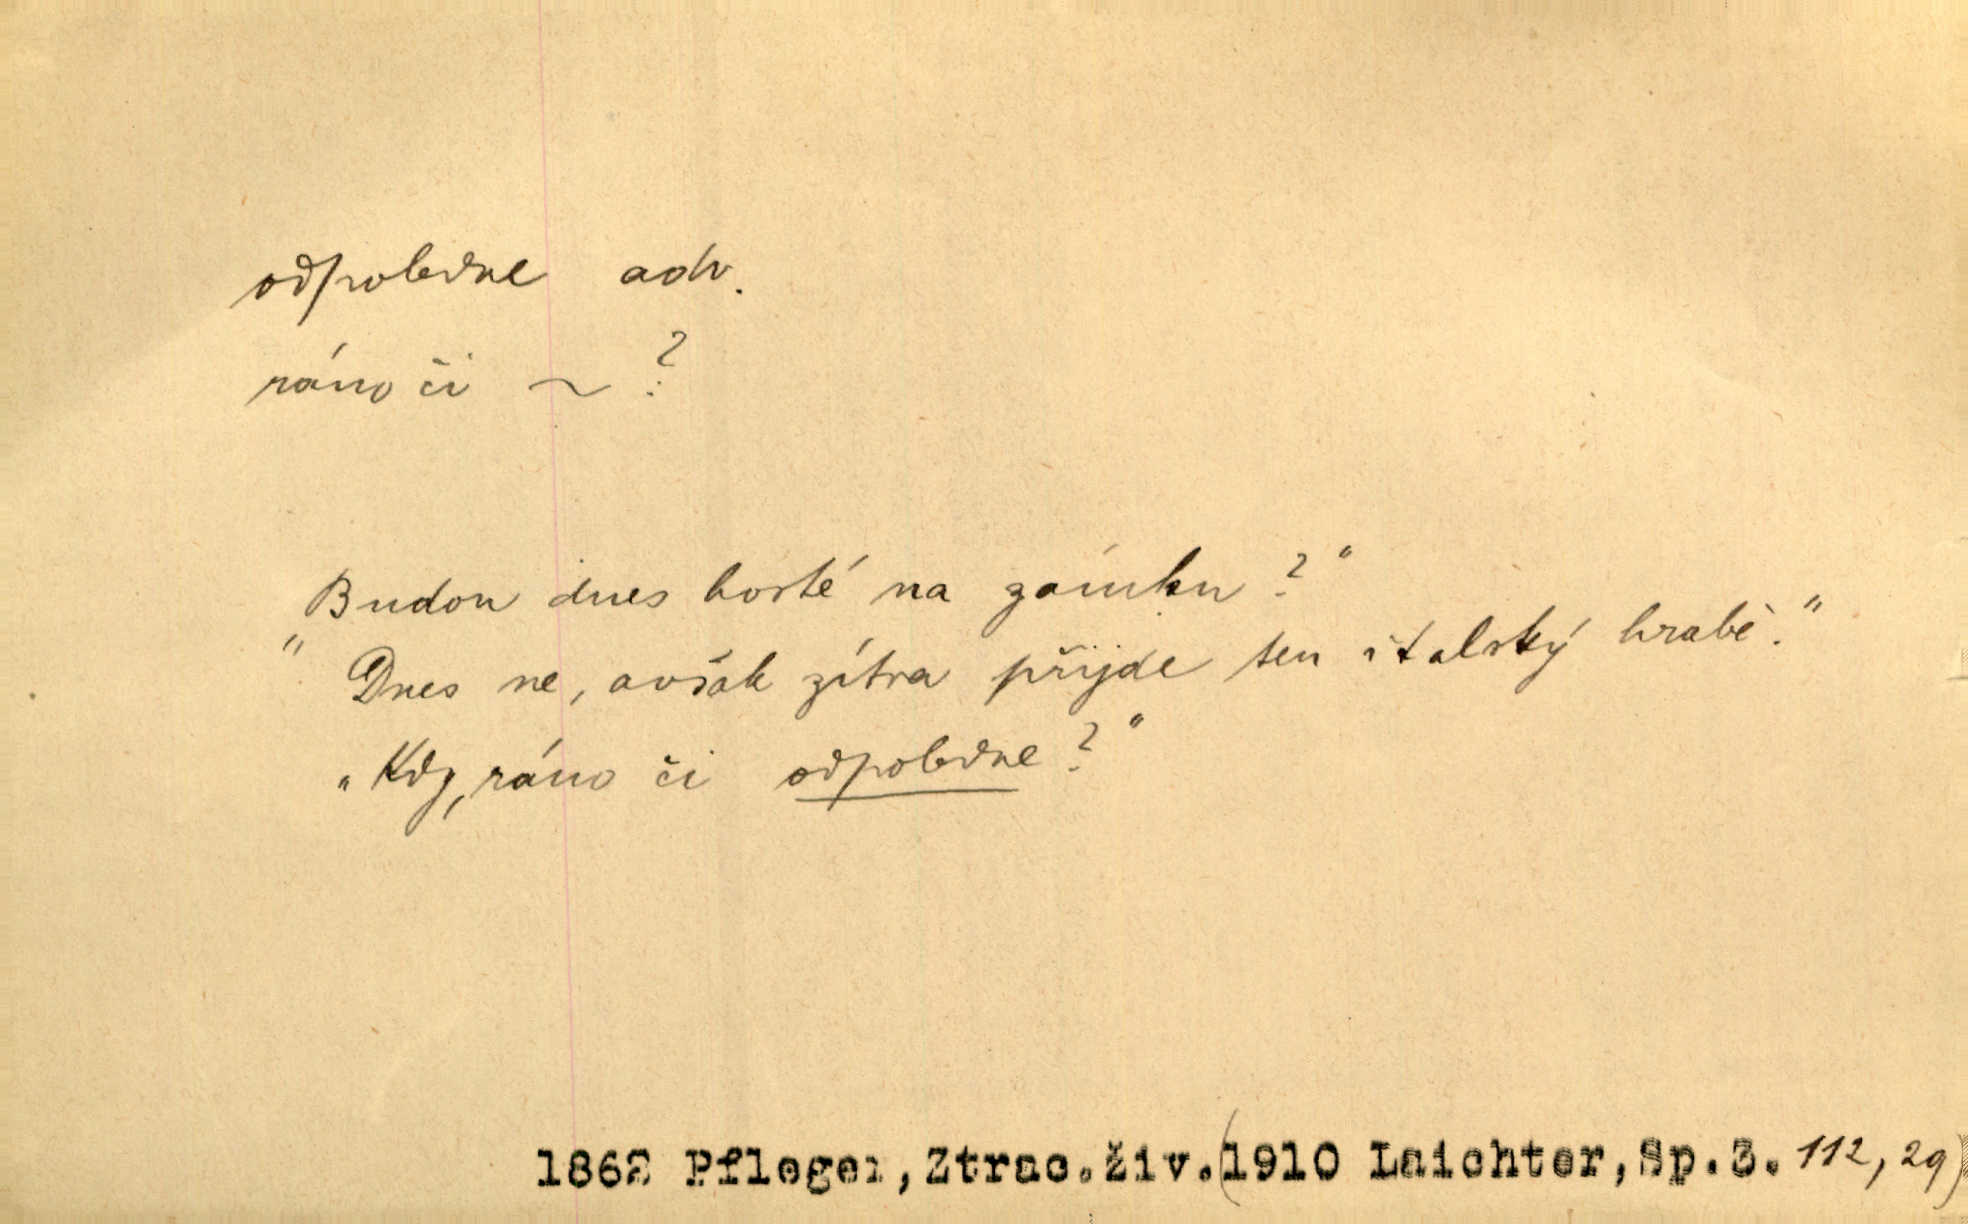 odpoledne adv.
ráno či ~ ?
Budou dnes hosté na zámku?"
"Dnes ne, avšak zítra přijde ten italský hrabě."
„Kdy, ráno či odpoledne?"
1862 Pfleger, Ztrac.živ.(1910 Laichter, Sp.3. 112, 29)